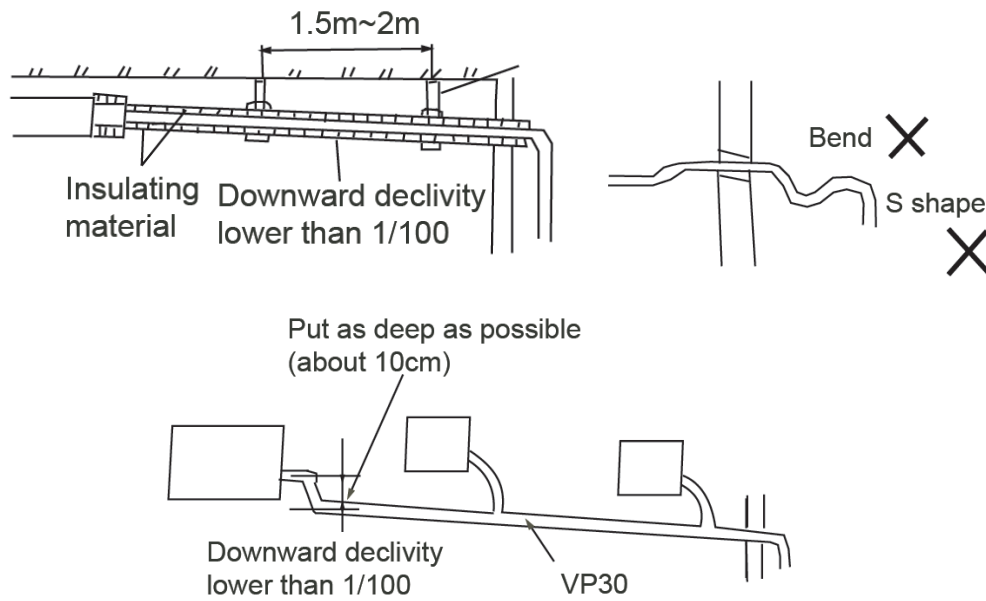 1.5m~2m
Insulating
material
Downward declivity
lower than 1/100
Bend
S shape
Put as deep as possible
(about 10cm)
Downward declivity
lower than 1/100
VP30